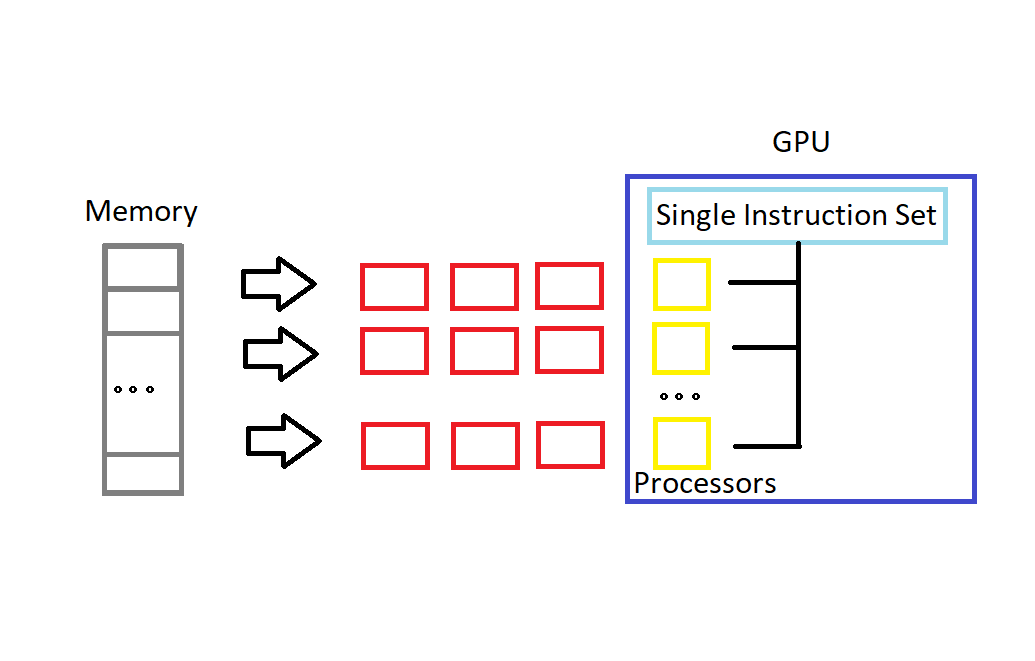 GPU
Memory
Single Instruction Set
Processors